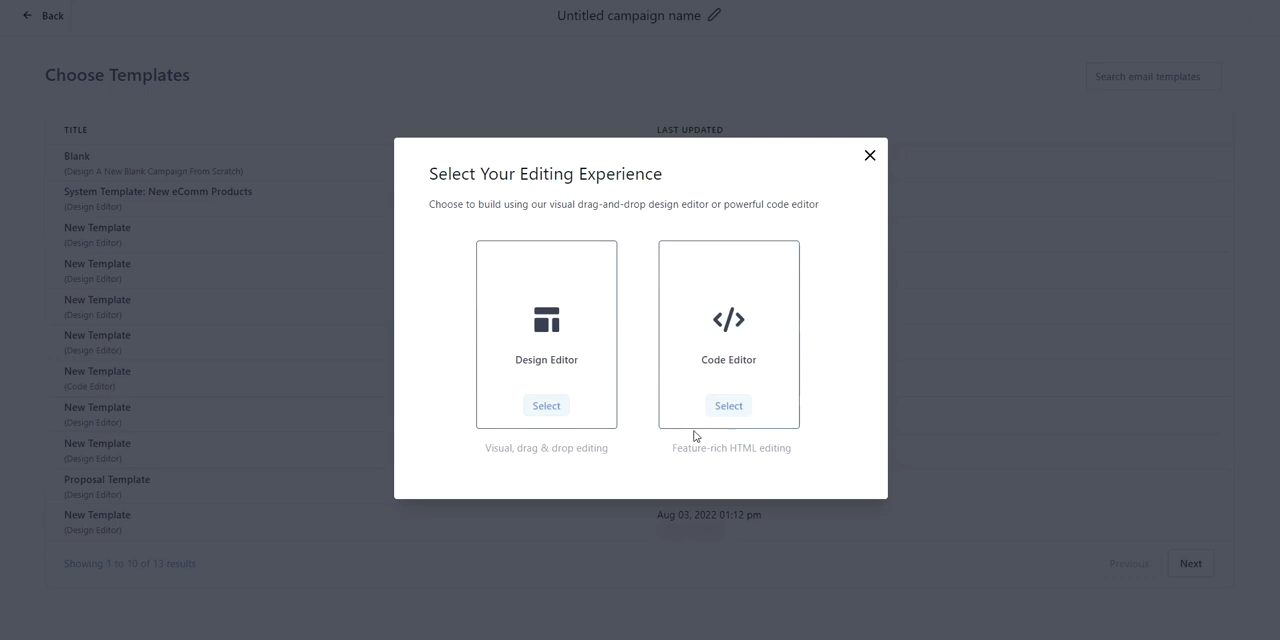 Back
Untitled campaign name
Choose Templates
Search email templates
TITLE
LAST UPDATED
Blank
(Design A New Blank Campaign From Scratch)
System Template: New eComm Products
(Design Editor)
New Template
(Design Editor)
New Template
(Design Editor)
New Template
(Design Editor)
New Template
(Design Editor)
New Template
(Code Editor)
New Template
(Design Editor)
New Template
(Design Editor)
Proposal Template
(Design Editor)
New Template
(Design Editor)
Aug 03, 2022 01:12 pm
Showing 1 to 10 of 13 results
Previous
Next
Select Your Editing Experience
Choose to build using our visual drag-and-drop design editor or powerful code editor
Design Editor
Select
Visual, drag & drop editing
Code Editor
Select
Feature-rich HTML editing